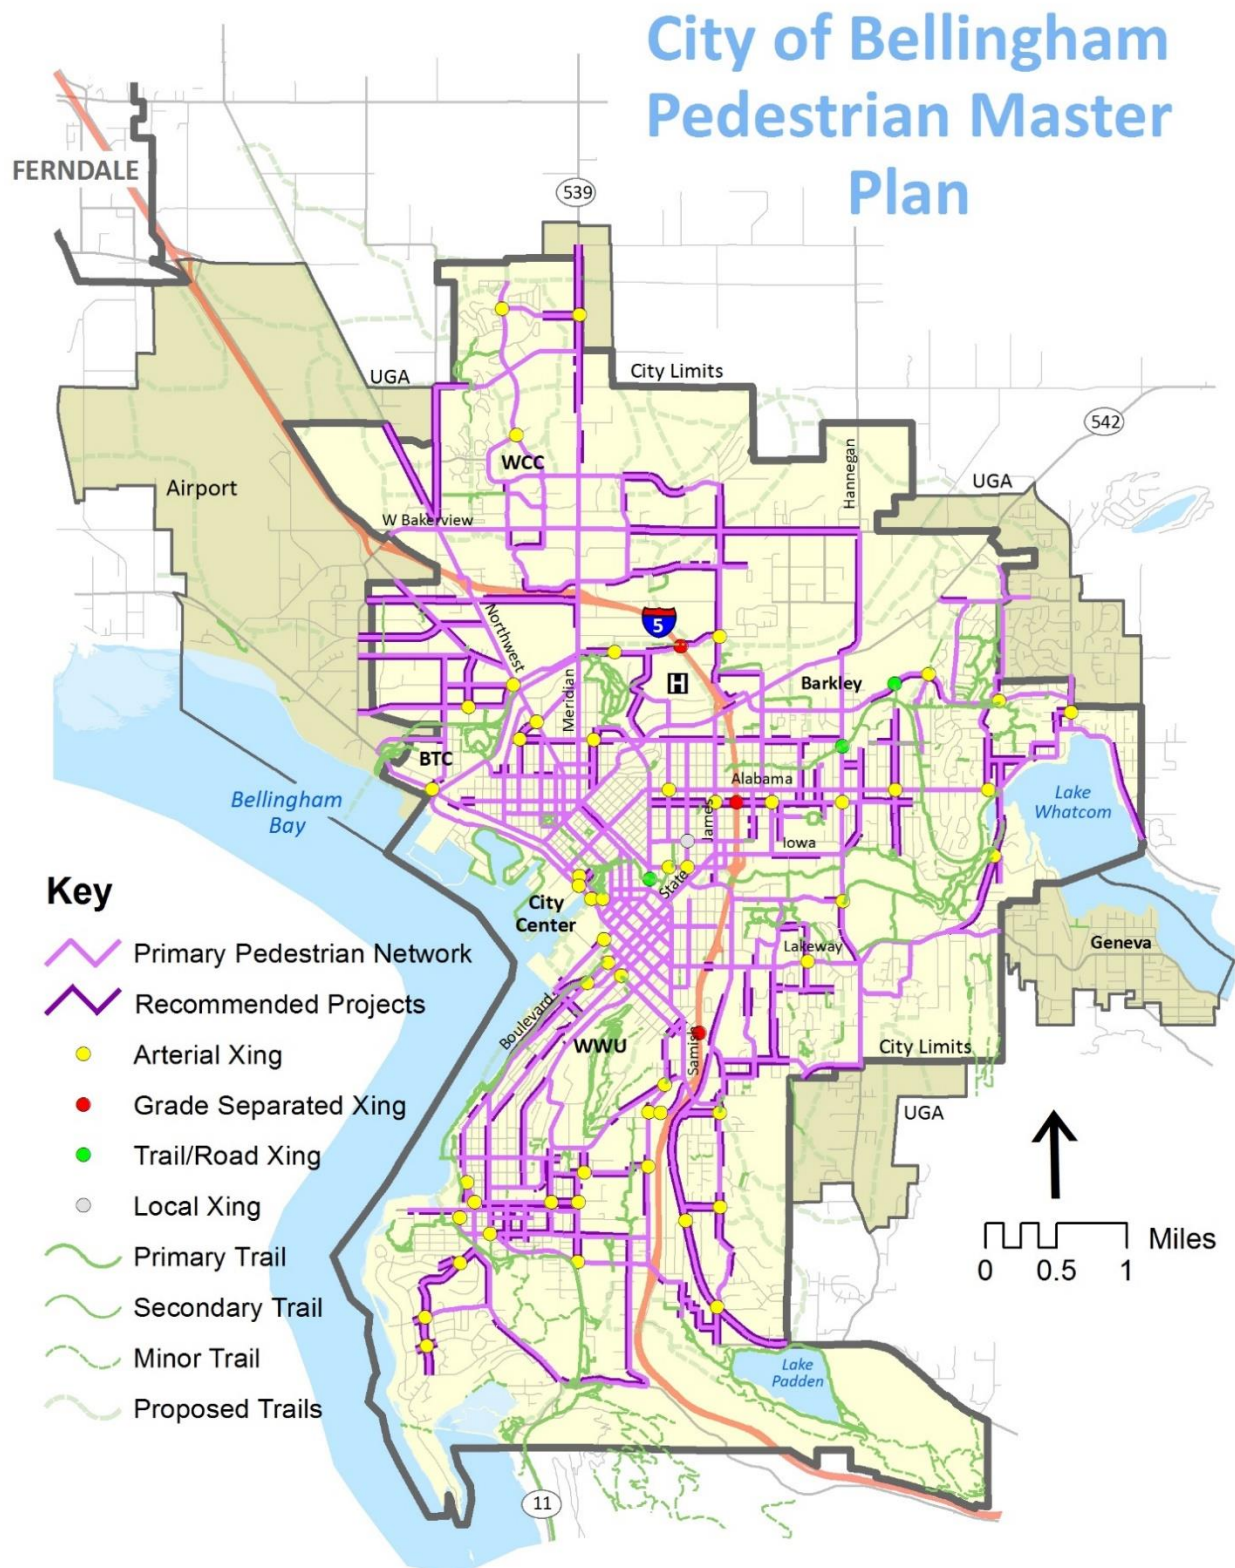 City of Bellingham
Pedestrian Master
Plan
FERNDALE
539
UGA
City Limits
542
Hannegan
UGA
WCC
Airport
W Bakerview
Northwest
5
Meridian
H
Barkley
BTC
Alabama
Bellingham
Bay
James
Lake
Whatcom
Iowa
State
City
Center
Lakeway
Geneva
Boulevard
WWU
Samish
City Limits
UGA
Key
Primary Pedestrian Network
Recommended Projects
Arterial Xing
Grade Separated Xing
Trail/Road Xing
Local Xing
Primary Trail
Secondary Trail
Minor Trail
Proposed Trails
Miles
0 0.5 1
Lake
Padden
11